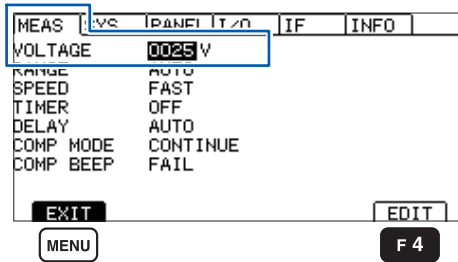 MEAS SYS PANEL I/O IF INFO
VOLTAGE 0025 V
RANGE AUTO
SPEED FAST
TIMER OFF
DELAY AUTO
COMP MODE CONTINUE
COMP BEEP FAIL
EXIT EDIT
MENU F 4